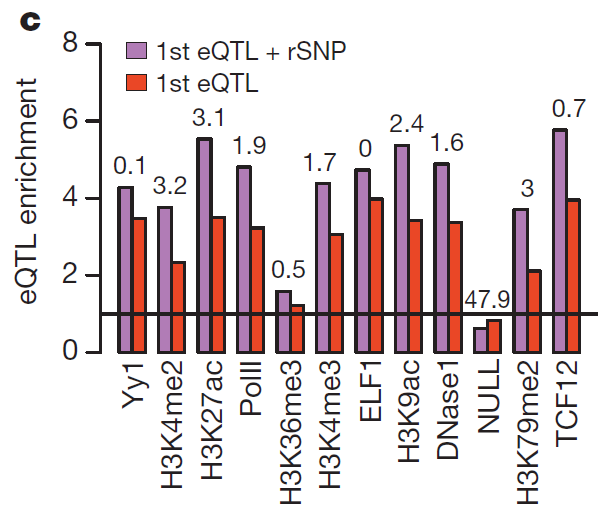 c
8
6
4
2
0
eQTL enrichment
1st eQTL + rSNP
1st eQTL
0.1
3.2
3.1
1.9
0.5
1.7
0
2.4
1.6
47.9
3
0.7
Yy1
H3K4me2
H3K27ac
PolII
H3K36me3
H3K4me3
ELF1
H3K9ac
DNase1
NULL
H3K79me2
TCF12